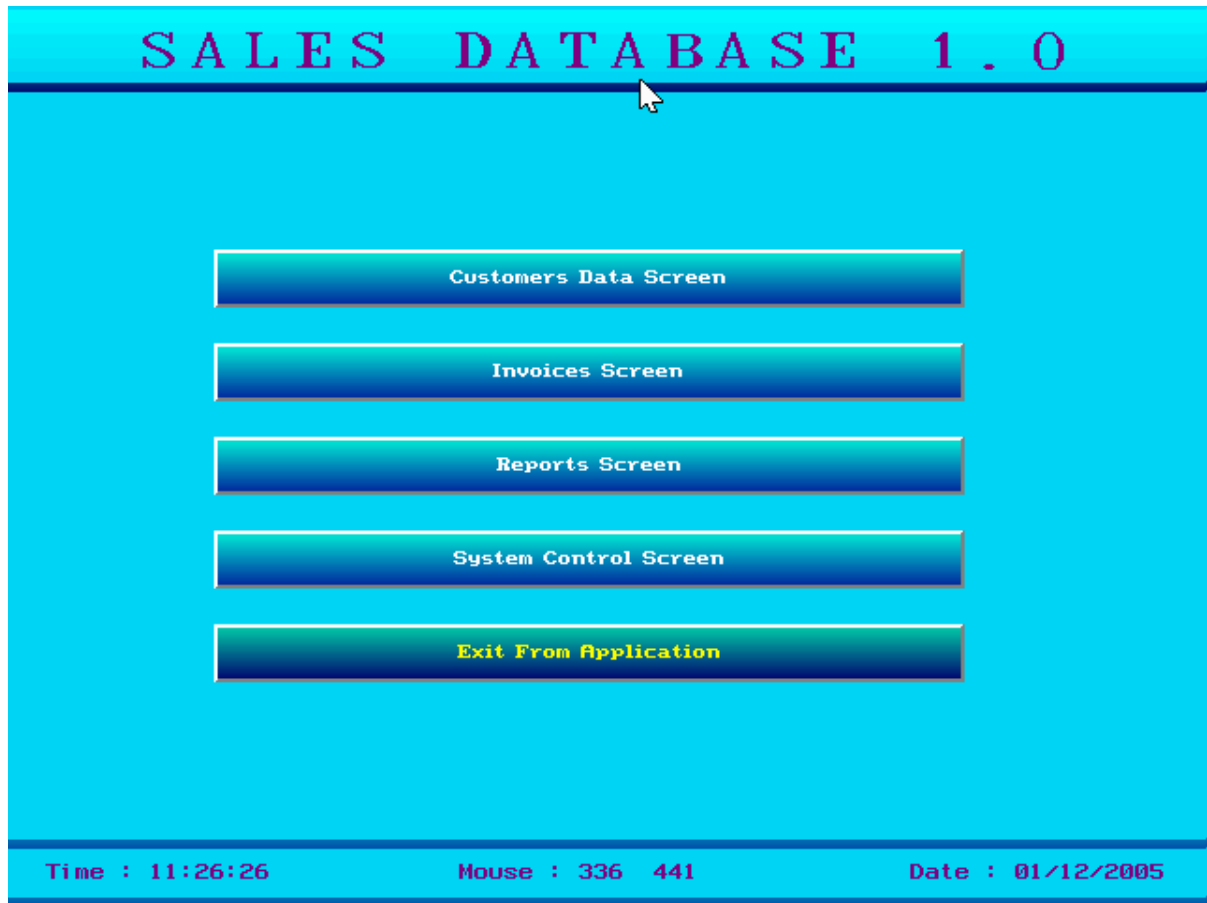 SALES DATABASE 1.0
Customers Data Screen
Invoices Screen
Reports Screen
System Control Screen
Exit From Application
Time : 11:26:26 Mouse : 336 441 Date : 01/12/2005